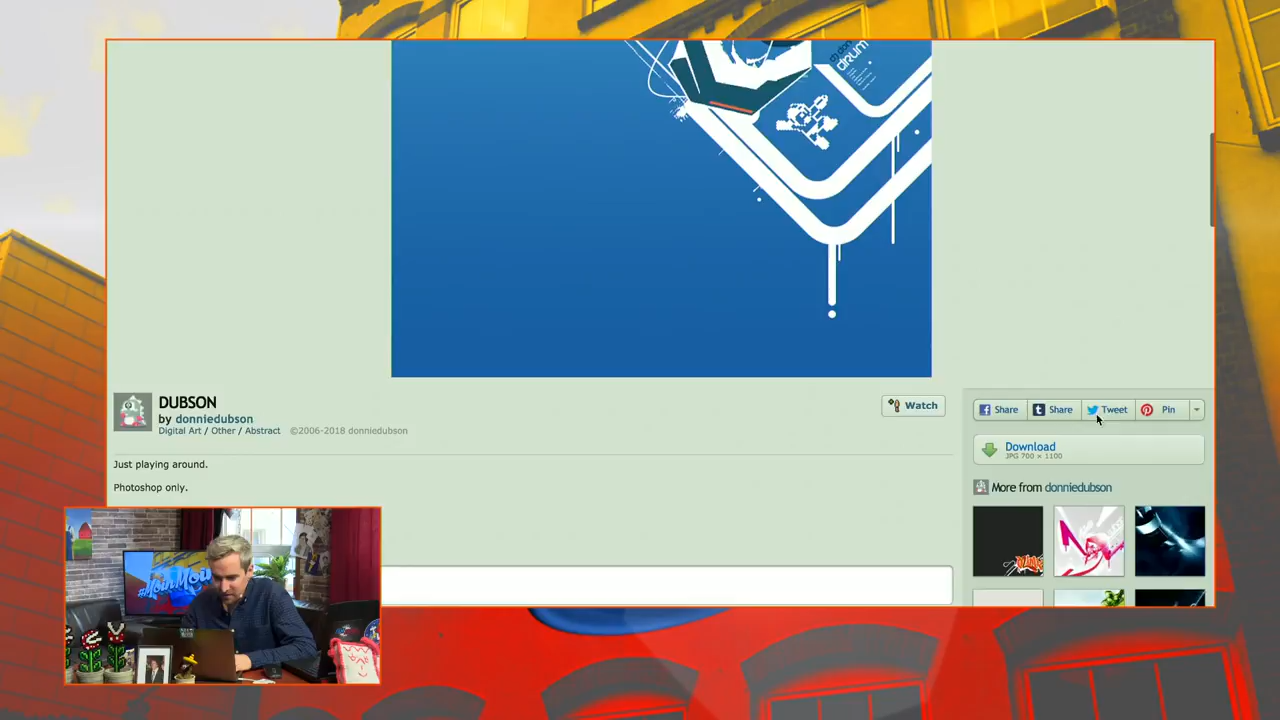 drum
DUBSON
by donniedubson
Digital Art / Other / Abstract ©2006-2018 donniedubson
Watch
Just playing around.
Photoshop only.
Share
Share
Tweet
Pin
Download
JPG 700 × 1100
More from donniedubson
#MoinMoin